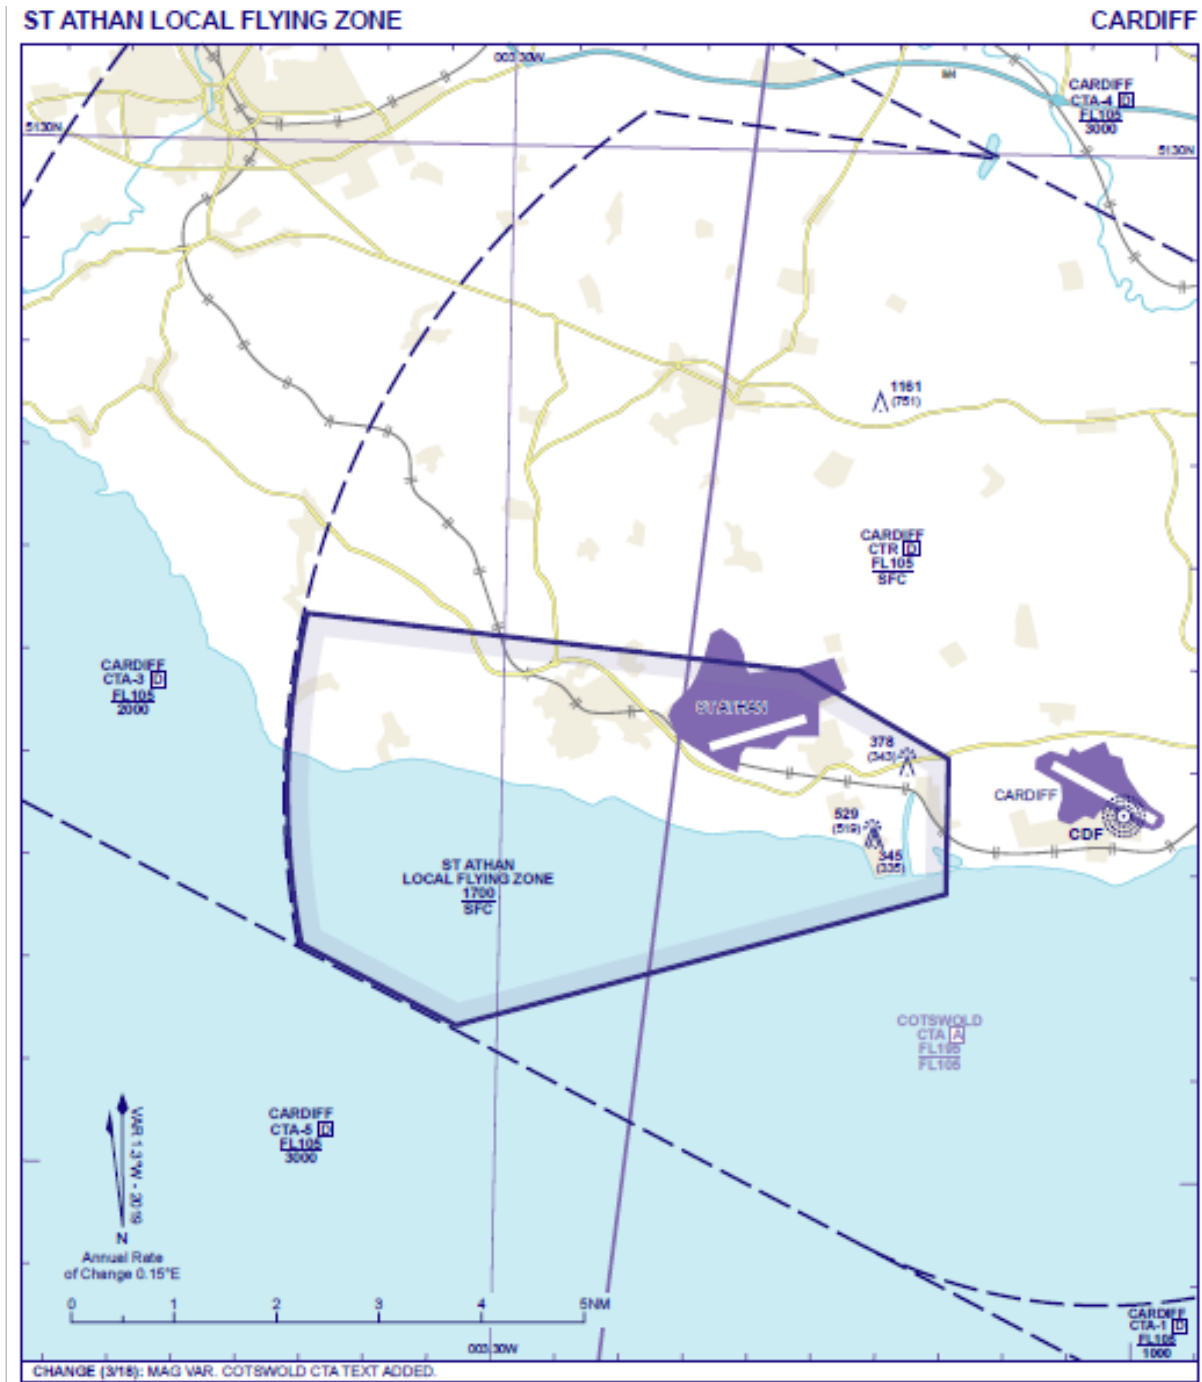 ST ATHAN LOCAL FLYING ZONE
CARDIFF
003 30W
M4
CARDIFF
CTA-4 D
FL105
3000
5130N
5130N
1161
(751)
CARDIFF
CTR D
FL105
SFC
CARDIFF
CTA-3 D
FL105
2000
ST ATHAN
378
(343)
CARDIFF
529
(519)
CDF
345
(335)
ST ATHAN
LOCAL FLYING ZONE
1700
SFC
COTSWOLD
CTA A
FL195
FL105
CARDIFF
CTA-5 D
FL105
3000
VAR 1.3°W - 2019
N
Annual Rate
of Change 0.15°E
0 1 2 3 4 5NM
CARDIFF
CTA-1 D
FL105
1000
003 30W
CHANGE (3/18): MAG VAR. COTSWOLD CTA TEXT ADDED.